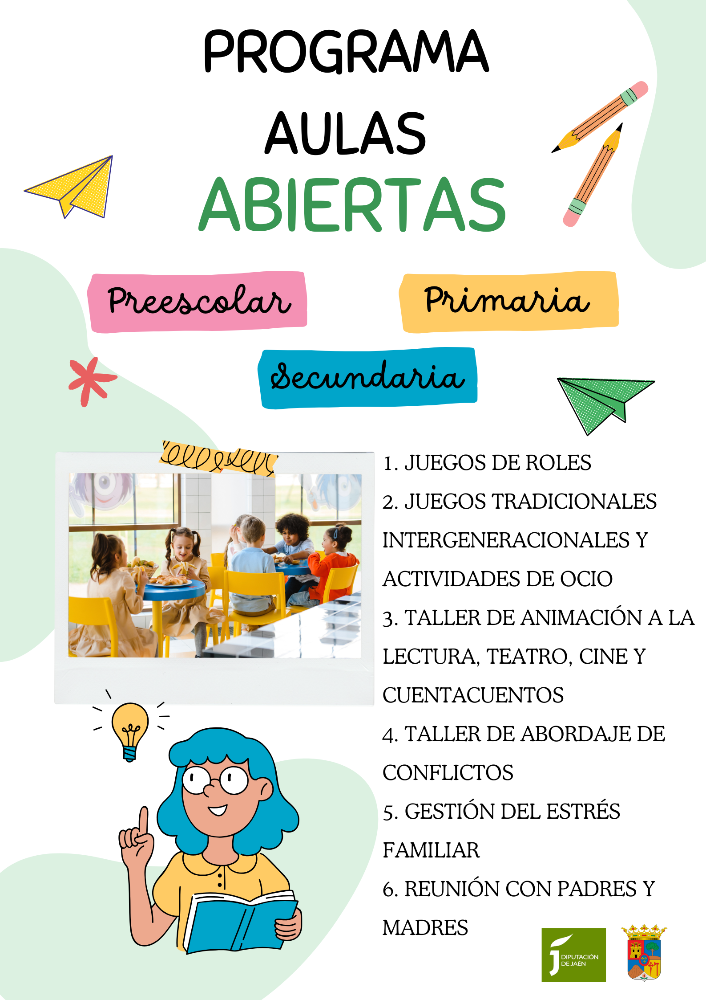 PROGRAMA
AULAS
ABIERTAS
Preescolar
Primaria
Secundaria
1. JUEGOS DE ROLES
2. JUEGOS TRADICIONALES
INTERGENERACIONALES Y
ACTIVIDADES DE OCIO
3. TALLER DE ANIMACIÓN A LA
LECTURA, TEATRO, CINE Y
CUENTACUENTOS
4. TALLER DE ABORDAJE DE
CONFLICTOS
5. GESTIÓN DEL ESTRÉS
FAMILIAR
6. REUNIÓN CON PADRES Y
MADRES
DIPUTACIÓN
DE JAÉN